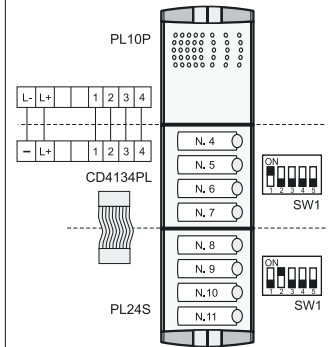 PL10P
L- L+ 1 2 3 4
– L+ 1 2 3 4
CD4134PL
N. 4
N. 5
N. 6
N. 7
ON
1 2 3 4 5
SW1
N. 8
N. 9
N.10
N.11
ON
1 2 3 4 5
SW1
PL24S